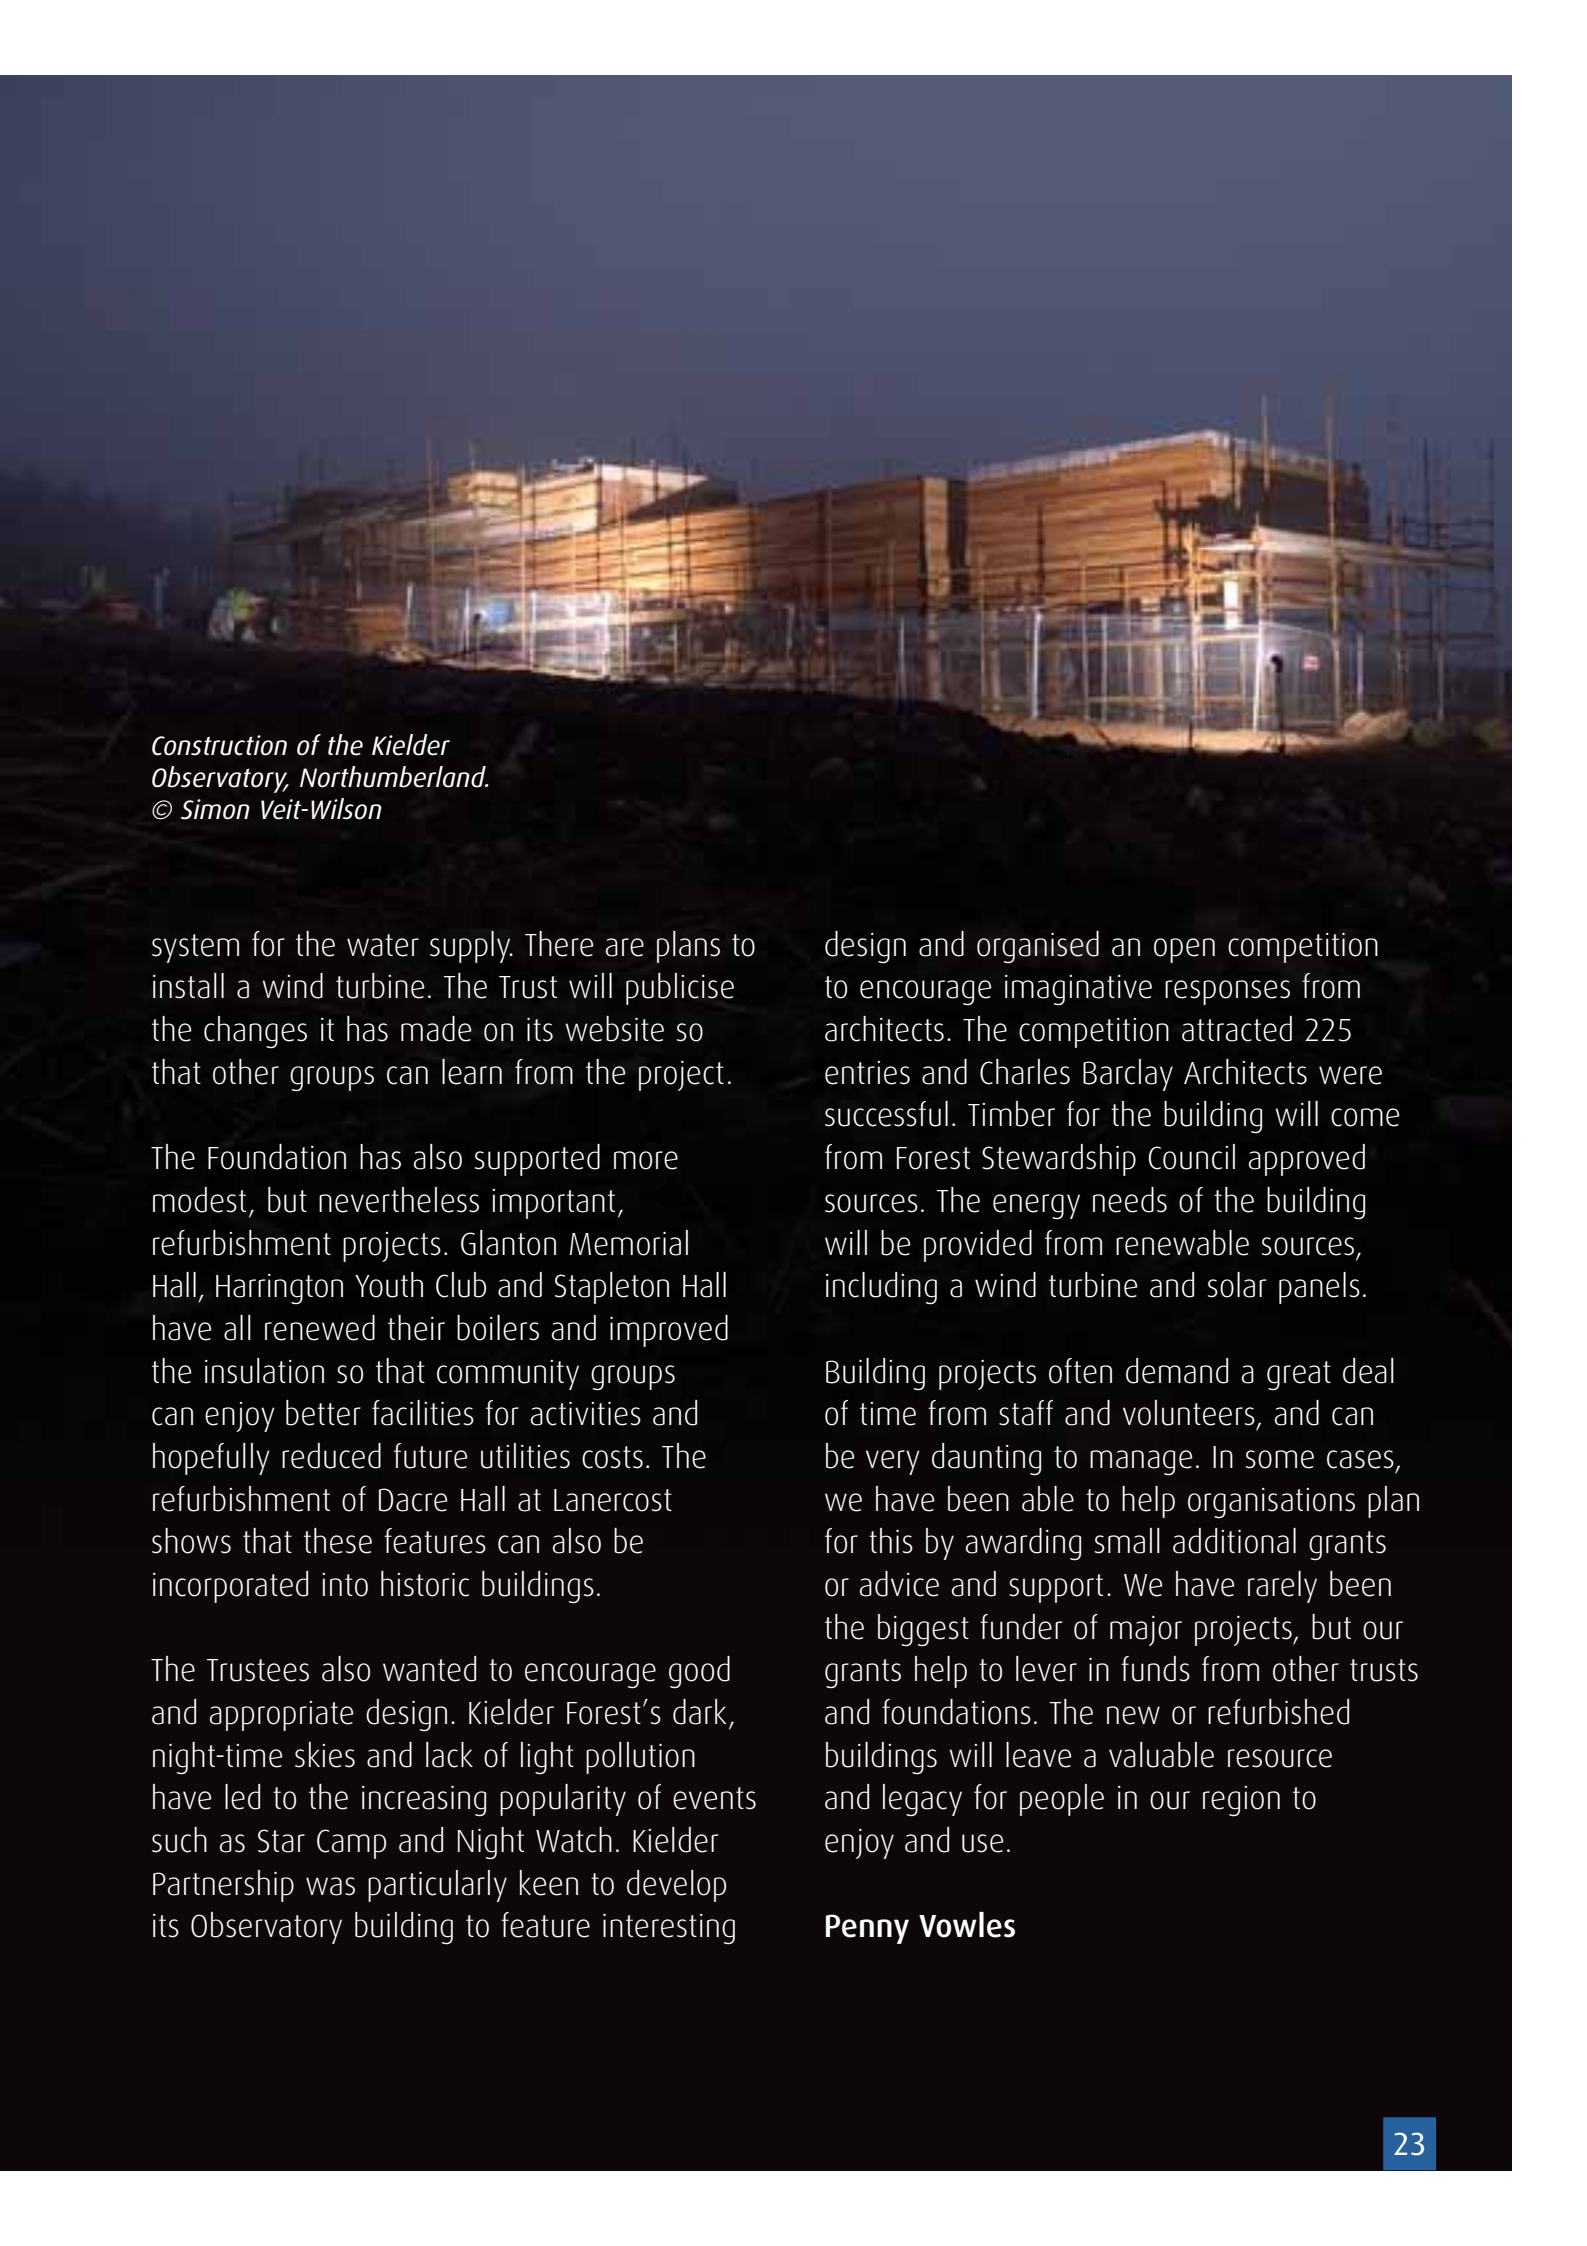 Construction of the Kielder
Observatory, Northumberland.
© Simon Veit-Wilson
system for the water supply. There are plans to
install a wind turbine. The Trust will publicise
the changes it has made on its website so
that other groups can learn from the project.
The Foundation has also supported more
modest, but nevertheless important,
refurbishment projects. Glanton Memorial
Hall, Harrington Youth Club and Stapleton Hall
have all renewed their boilers and improved
the insulation so that community groups
can enjoy better facilities for activities and
hopefully reduced future utilities costs. The
refurbishment of Dacre Hall at Lanercost
shows that these features can also be
incorporated into historic buildings.
The Trustees also wanted to encourage good
and appropriate design. Kielder Forest’s dark,
night-time skies and lack of light pollution
have led to the increasing popularity of events
such as Star Camp and Night Watch. Kielder
Partnership was particularly keen to develop
its Observatory building to feature interesting
design and organised an open competition
to encourage imaginative responses from
architects. The competition attracted 225
entries and Charles Barclay Architects were
successful. Timber for the building will come
from Forest Stewardship Council approved
sources. The energy needs of the building
will be provided from renewable sources,
including a wind turbine and solar panels.
Building projects often demand a great deal
of time from staff and volunteers, and can
be very daunting to manage. In some cases,
we have been able to help organisations plan
for this by awarding small additional grants
or advice and support. We have rarely been
the biggest funder of major projects, but our
grants help to lever in funds from other trusts
and foundations. The new or refurbished
buildings will leave a valuable resource
and legacy for people in our region to
enjoy and use.
Penny Vowles
23